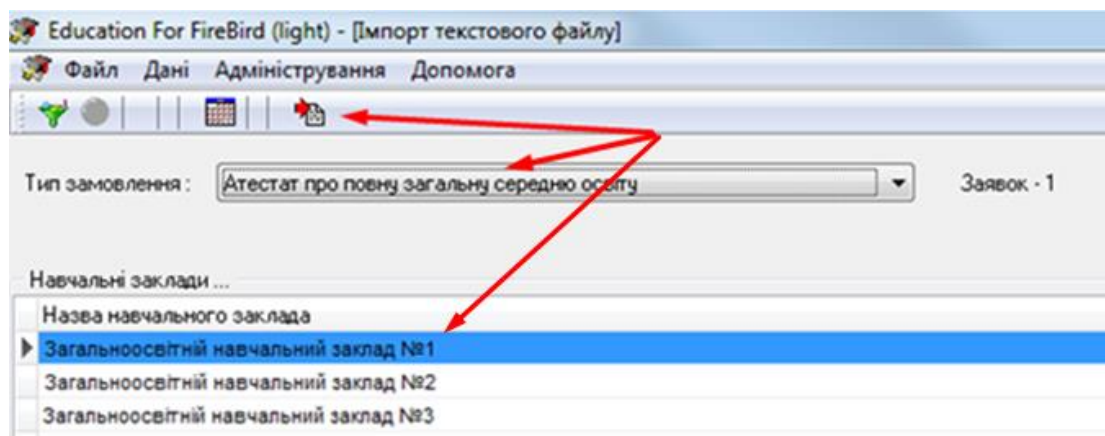 Education For FireBird (light) - [Імпорт текстового файлу]
Файл Дані Адміністрування Допомога
Тип замовлення : Атестат про повну загальну середню освіту Заявок - 1
Навчальні заклади ...
Назва навчального заклада
Загальноосвітній навчальний заклад №1
Загальноосвітній навчальний заклад №2
Загальноосвітній навчальний заклад №3